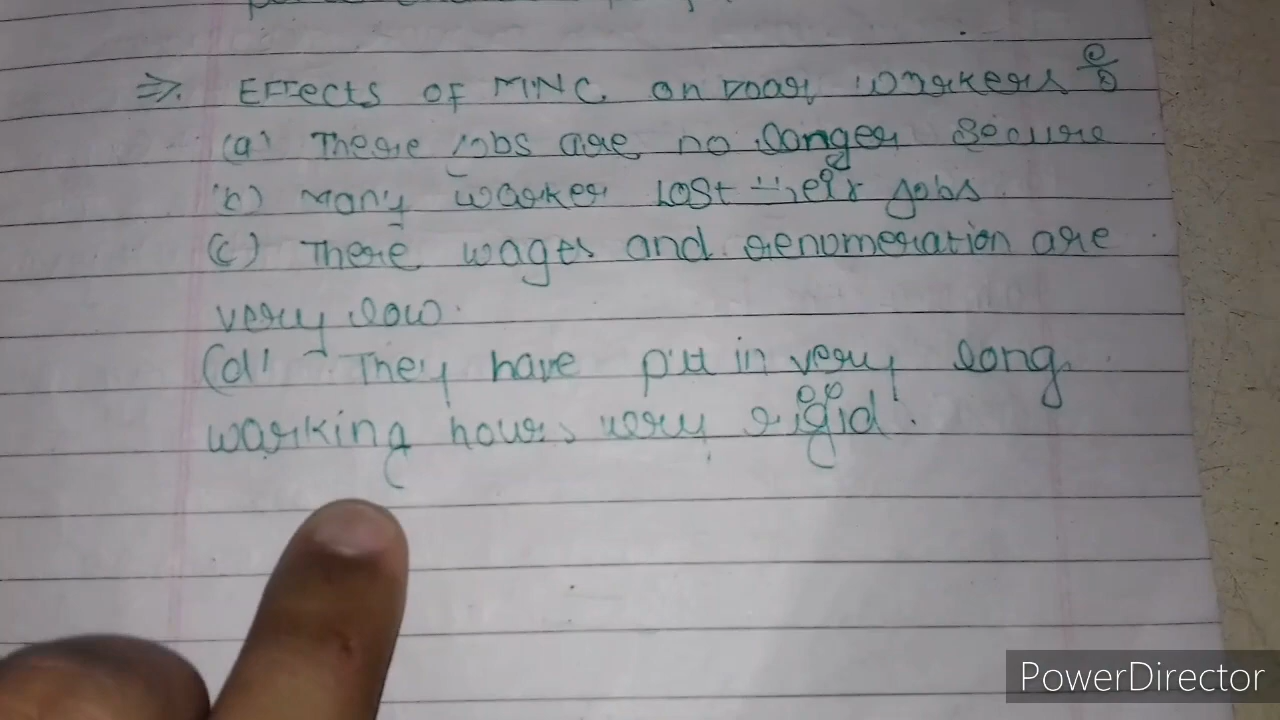 ⇒ Effects of MNC on poor workers :
(a) There jobs are no longer secure
(b) Many worker lost their jobs.
(c) There wages and renumeration are
very low.
(d) They have put in very long
working hours very rigid.
PowerDirector